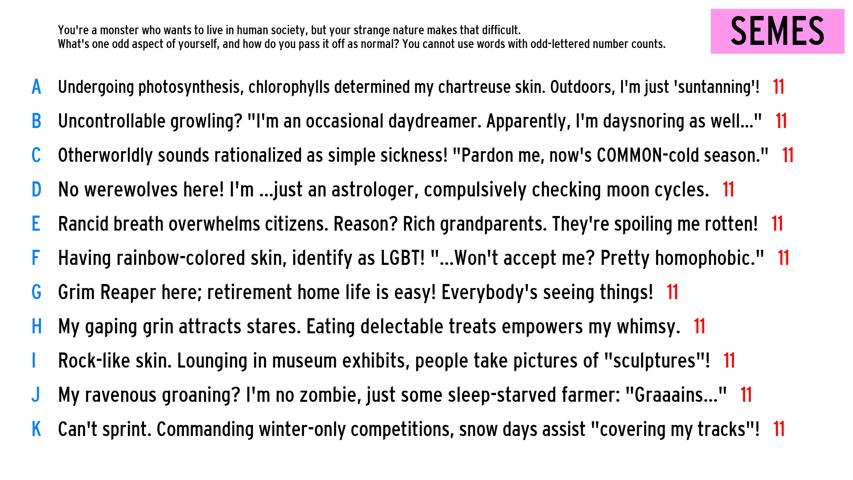 You're a monster who wants to live in human society, but your strange nature makes that difficult.
What's one odd aspect of yourself, and how do you pass it off as normal? You cannot use words with odd-lettered number counts.
SEMES
A Undergoing photosynthesis, chlorophylls determined my chartreuse skin. Outdoors, I'm just 'suntanning'! 11
B Uncontrollable growling? "I'm an occasional daydreamer. Apparently, I'm daysnoring as well..." 11
C Otherworldly sounds rationalized as simple sickness! "Pardon me, now's COMMON-cold season." 11
D No werewolves here! I'm ...just an astrologer, compulsively checking moon cycles. 11
E Rancid breath overwhelms citizens. Reason? Rich grandparents. They're spoiling me rotten! 11
F Having rainbow-colored skin, identify as LGBT! "...Won't accept me? Pretty homophobic." 11
G Grim Reaper here; retirement home life is easy! Everybody's seeing things! 11
H My gaping grin attracts stares. Eating delectable treats empowers my whimsy. 11
I Rock-like skin. Lounging in museum exhibits, people take pictures of "sculptures"! 11
J My ravenous groaning? I'm no zombie, just some sleep-starved farmer: "Graaains..." 11
K Can't sprint. Commanding winter-only competitions, snow days assist "covering my tracks"! 11